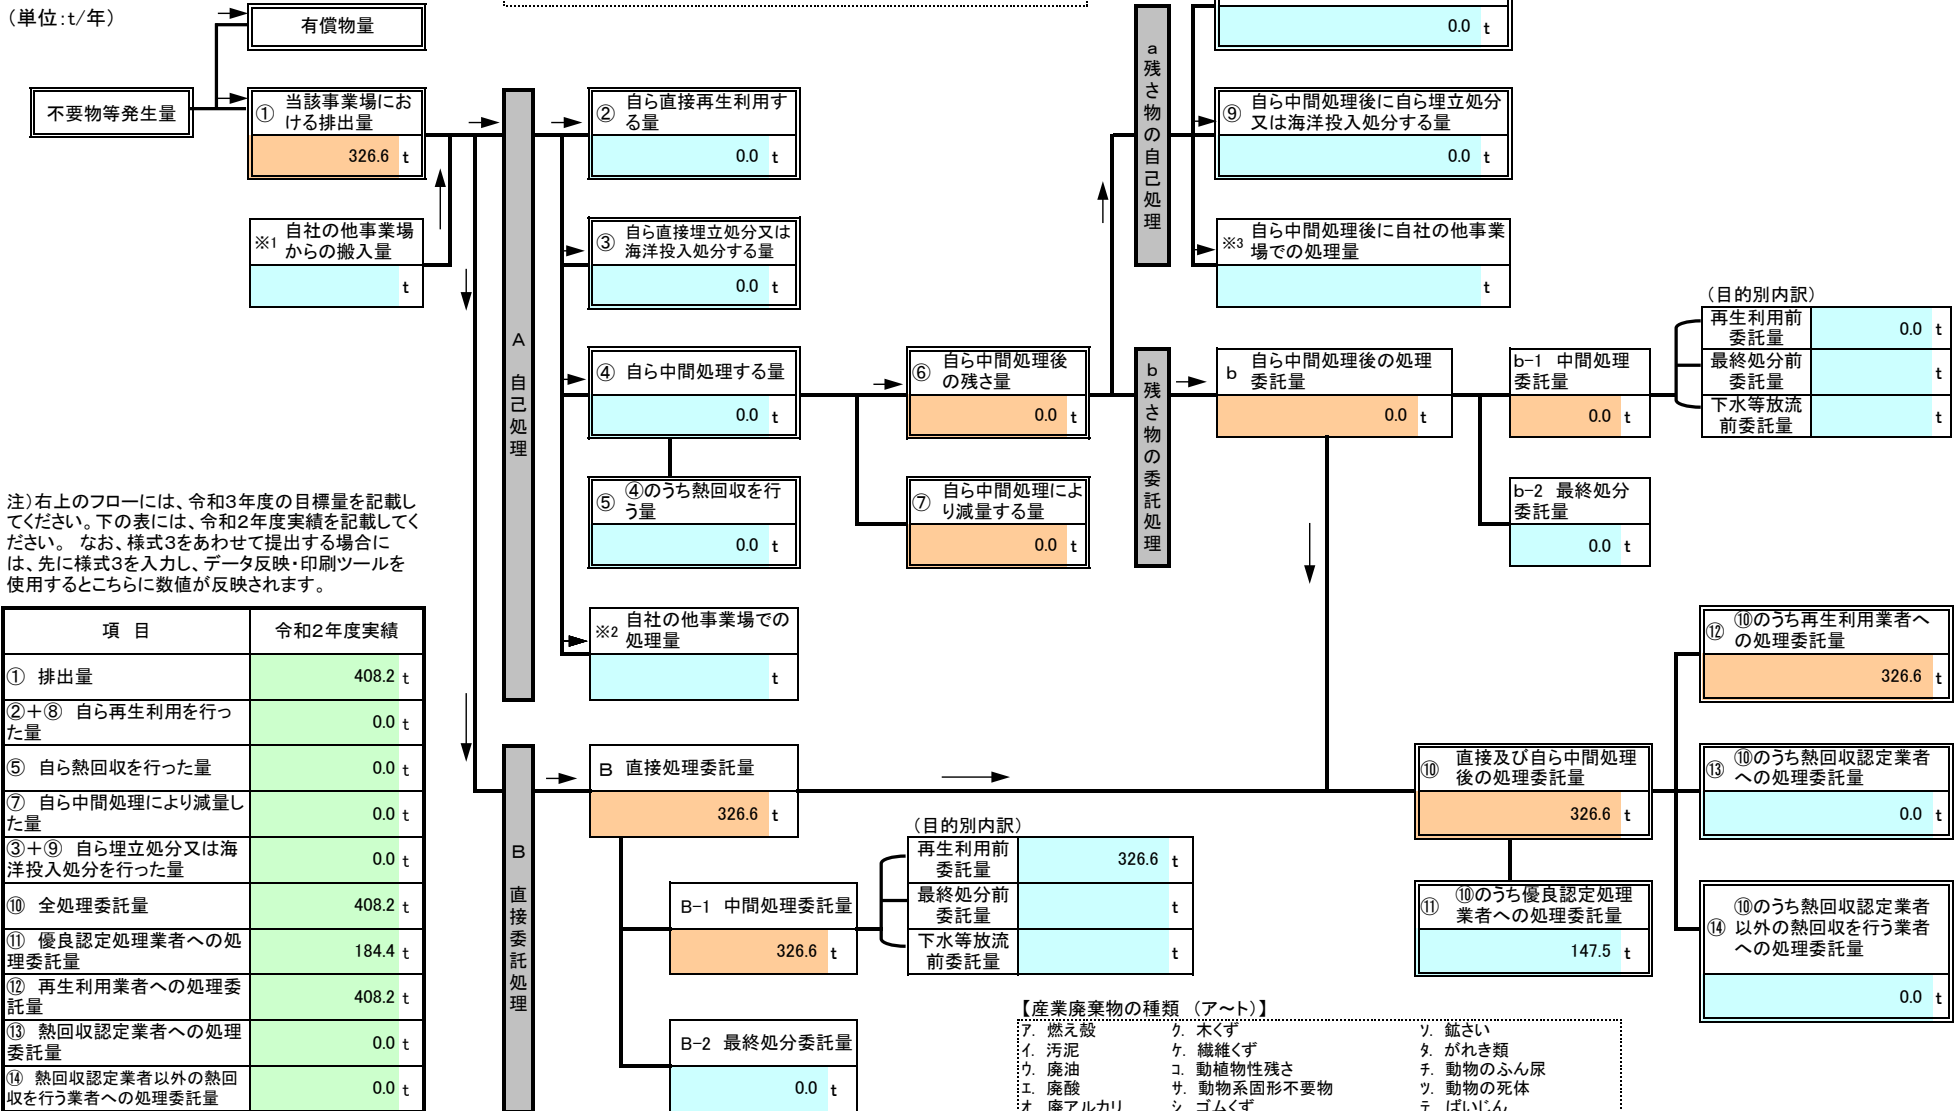 （単位：t/年）
有償物量
0.0 t
不要物等発生量
① 当該事業場にお
ける排出量
326.6 t
② 自ら直接再生利用す
る量
0.0 t
a
残
さ
物
の
自
己
処
理
⑨ 自ら中間処理後に自ら埋立処分
又は海洋投入処分する量
0.0 t
※1 自社の他事業場
からの搬入量
t
③ 自ら直接埋立処分又は
海洋投入処分する量
0.0 t
※3 自ら中間処理後に自社の他事業
場での処理量
t
A
自
己
処
理
④ 自ら中間処理する量
0.0 t
⑥ 自ら中間処理後
の残さ量
0.0 t
b
残
さ
物
の
委
託
処
理
b 自ら中間処理後の処理
委託量
0.0 t
b-1 中間処理
委託量
0.0 t
（目的別内訳）
再生利用前
委託量
0.0 t
最終処分前
委託量
t
下水等放流
前委託量
t
⑤ ④のうち熱回収を行
う量
0.0 t
⑦ 自ら中間処理によ
り減量する量
0.0 t
b-2 最終処分
委託量
0.0 t
注）右上のフローには、令和3年度の目標量を記載し
てください。下の表には、令和2年度実績を記載してく
ださい。 なお、様式3をあわせて提出する場合に
は、先に様式3を入力し、データ反映・印刷ツールを
使用するとこちらに数値が反映されます。
項 目 令和2年度実績
① 排出量 408.2 t
②＋⑧ 自ら再生利用を行っ
た量 0.0 t
⑤ 自ら熱回収を行った量 0.0 t
⑦ 自ら中間処理により減量し
た量 0.0 t
③＋⑨ 自ら埋立処分又は海
洋投入処分を行った量 0.0 t
⑩ 全処理委託量 408.2 t
⑪ 優良認定処理業者への処
理委託量 184.4 t
⑫ 再生利用業者への処理委
託量 408.2 t
⑬ 熱回収認定業者への処理
委託量 0.0 t
⑭ 熱回収認定業者以外の熱回
収を行う業者への処理委託量 0.0 t
※2 自社の他事業場での
処理量
t
B
直
接
委
託
処
理
B 直接処理委託量
326.6 t
B-1 中間処理委託量
326.6 t
（目的別内訳）
再生利用前
委託量
326.6 t
最終処分前
委託量
t
下水等放流
前委託量
t
B-2 最終処分委託量
0.0 t
⑩ 直接及び自ら中間処理
後の処理委託量
326.6 t
⑪ ⑩のうち優良認定処理
業者への処理委託量
147.5 t
⑫ ⑩のうち再生利用業者へ
の処理委託量
326.6 t
⑬ ⑩のうち熱回収認定業者
への処理委託量
0.0 t
⑭ ⑩のうち熱回収認定業者
以外の熱回収を行う業者
への処理委託量
0.0 t
【産業廃棄物の種類 （ア～ト）】
ア. 燃え殻 ク. 木くず ソ. 鉱さい
イ. 汚泥 ケ. 繊維くず タ. がれき類
ウ. 廃油 コ. 動植物性残さ チ. 動物のふん尿
エ. 廃酸 サ. 動物系固形不要物 ツ. 動物の死体
オ. 廃アルカリ シ. ゴムくず テ. ばいじん